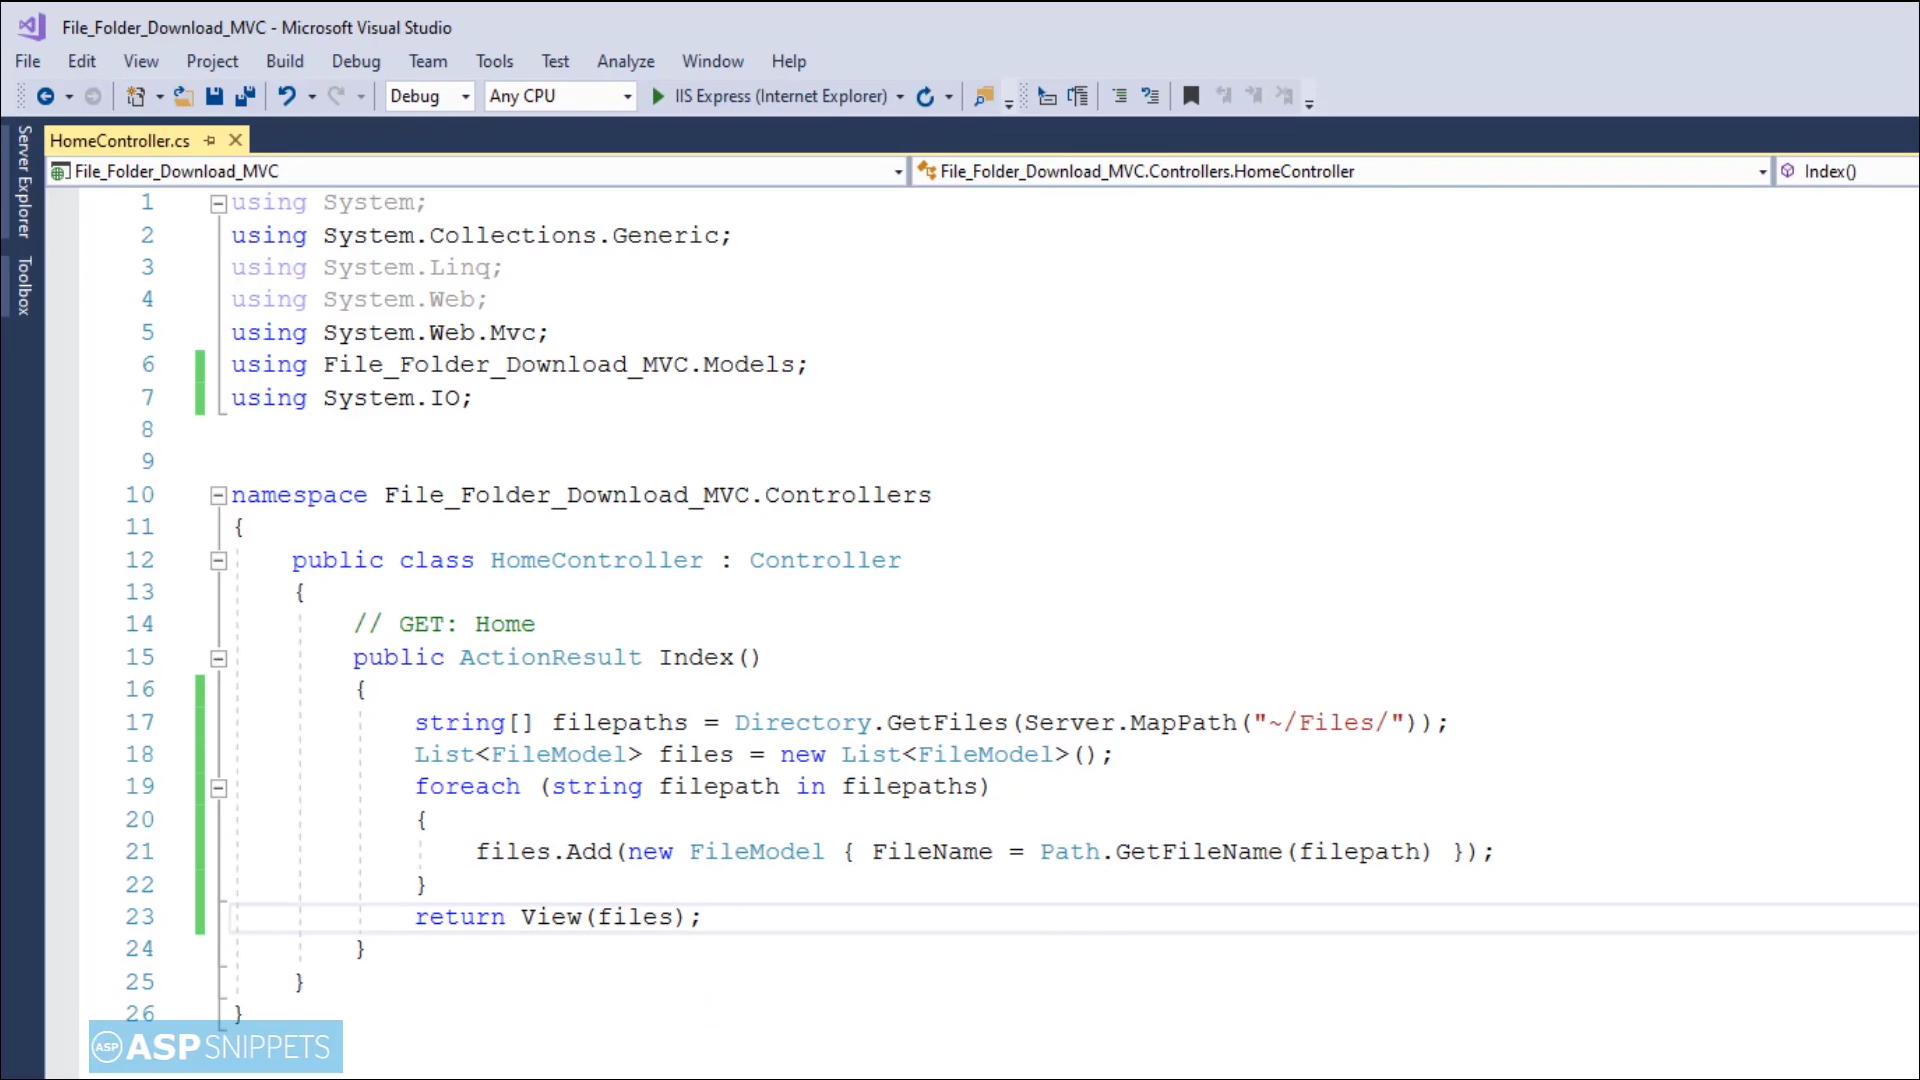 File_Folder_Download_MVC - Microsoft Visual Studio
File Edit View Project Build Debug Team Tools Test Analyze Window Help
Debug Any CPU IIS Express (Internet Explorer)
Server Explorer
Toolbox
HomeController.cs
File_Folder_Download_MVC File_Folder_Download_MVC.Controllers.HomeController Index()
1 using System;
2 using System.Collections.Generic;
3 using System.Linq;
4 using System.Web;
5 using System.Web.Mvc;
6 using File_Folder_Download_MVC.Models;
7 using System.IO;
8
9
10 namespace File_Folder_Download_MVC.Controllers
11 {
12 public class HomeController : Controller
13 {
14 // GET: Home
15 public ActionResult Index()
16 {
17 string[] filepaths = Directory.GetFiles(Server.MapPath("~/Files/"));
18 List<FileModel> files = new List<FileModel>();
19 foreach (string filepath in filepaths)
20 {
21 files.Add(new FileModel { FileName = Path.GetFileName(filepath) });
22 }
23 return View(files);
24 }
25 }
26 }
ASP ASPSNIPPETS